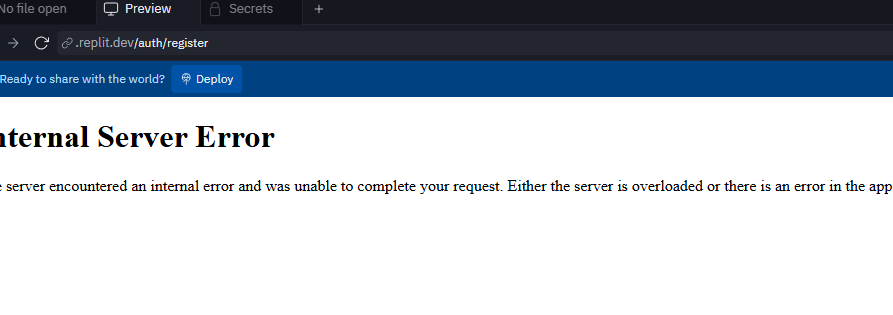 No file open Preview Secrets +
.replit.dev/auth/register
Ready to share with the world? Deploy
nternal Server Error
server encountered an internal error and was unable to complete your request. Either the server is overloaded or there is an error in the app